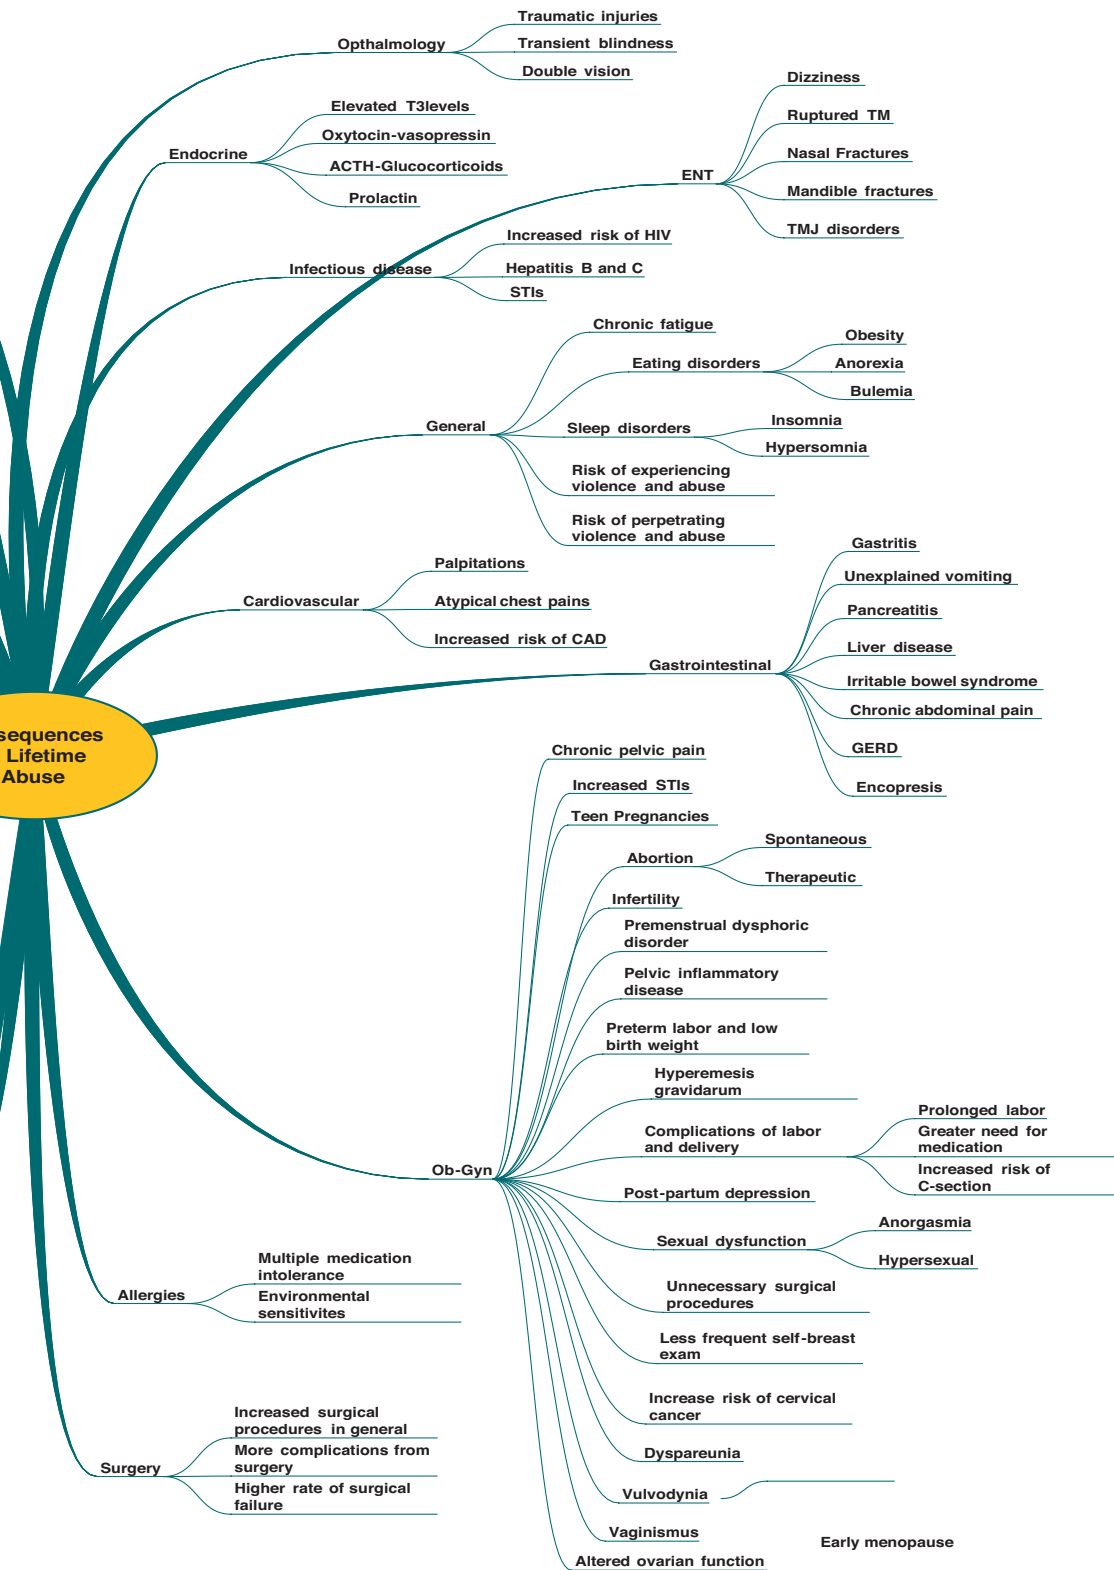 Opthalmology
Traumatic injuries
Transient blindness
Double vision
Endocrine
Elevated T3levels
Oxytocin-vasopressin
ACTH-Glucocorticoids
Prolactin
ENT
Dizziness
Ruptured TM
Nasal Fractures
Mandible fractures
TMJ disorders
Infectious disease
Increased risk of HIV
Hepatitis B and C
STIs
General
Chronic fatigue
Eating disorders
Obesity
Anorexia
Bulemia
Sleep disorders
Insomnia
Hypersomnia
Risk of experiencing
violence and abuse
Risk of perpetrating
violence and abuse
Cardiovascular
Palpitations
Atypical chest pains
Increased risk of CAD
Gastrointestinal
Gastritis
Unexplained vomiting
Pancreatitis
Liver disease
Irritable bowel syndrome
Chronic abdominal pain
GERD
Encopresis
sequences
Lifetime
Abuse
Ob-Gyn
Chronic pelvic pain
Increased STIs
Teen Pregnancies
Abortion
Spontaneous
Therapeutic
Infertility
Premenstrual dysphoric
disorder
Pelvic inflammatory
disease
Preterm labor and low
birth weight
Hyperemesis
gravidarum
Complications of labor
and delivery
Prolonged labor
Greater need for
medication
Increased risk of
C-section
Post-partum depression
Sexual dysfunction
Anorgasmia
Hypersexual
Unnecessary surgical
procedures
Less frequent self-breast
exam
Increase risk of cervical
cancer
Dyspareunia
Vulvodynia
Vaginismus
Altered ovarian function
Early menopause
Allergies
Multiple medication
intolerance
Environmental
sensitivites
Surgery
Increased surgical
procedures in general
More complications from
surgery
Higher rate of surgical
failure